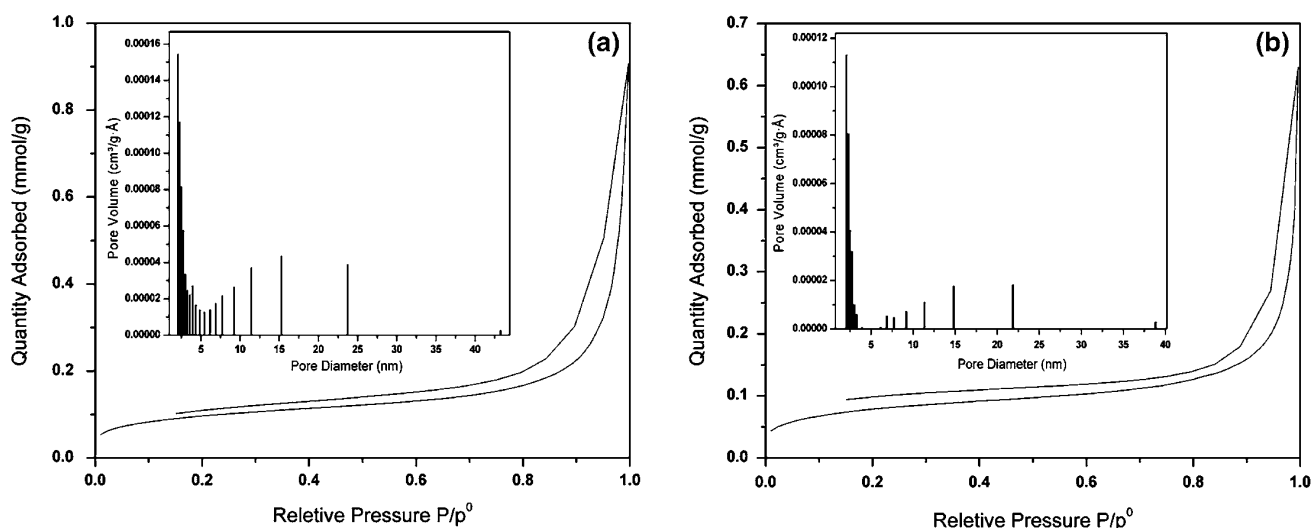 (a)
Quantity Adsorbed (mmol/g)
1.0
0.8
0.6
0.4
0.2
0.0
0.0 0.2 0.4 0.6 0.8 1.0
Reletive Pressure P/p⁰
Pore Volume (cm³/g·Å)
0.00016
0.00014
0.00012
0.00010
0.00008
0.00006
0.00004
0.00002
0.00000
5 10 15 20 25 30 35 40
Pore Diameter (nm)
(b)
Quantity Adsorbed (mmol/g)
0.7
0.6
0.5
0.4
0.3
0.2
0.1
0.0
0.0 0.2 0.4 0.6 0.8 1.0
Reletive Pressure P/p⁰
Pore Volume (cm³/g·Å)
0.00012
0.00010
0.00008
0.00006
0.00004
0.00002
0.00000
5 10 15 20 25 30 35 40
Pore Diameter (nm)